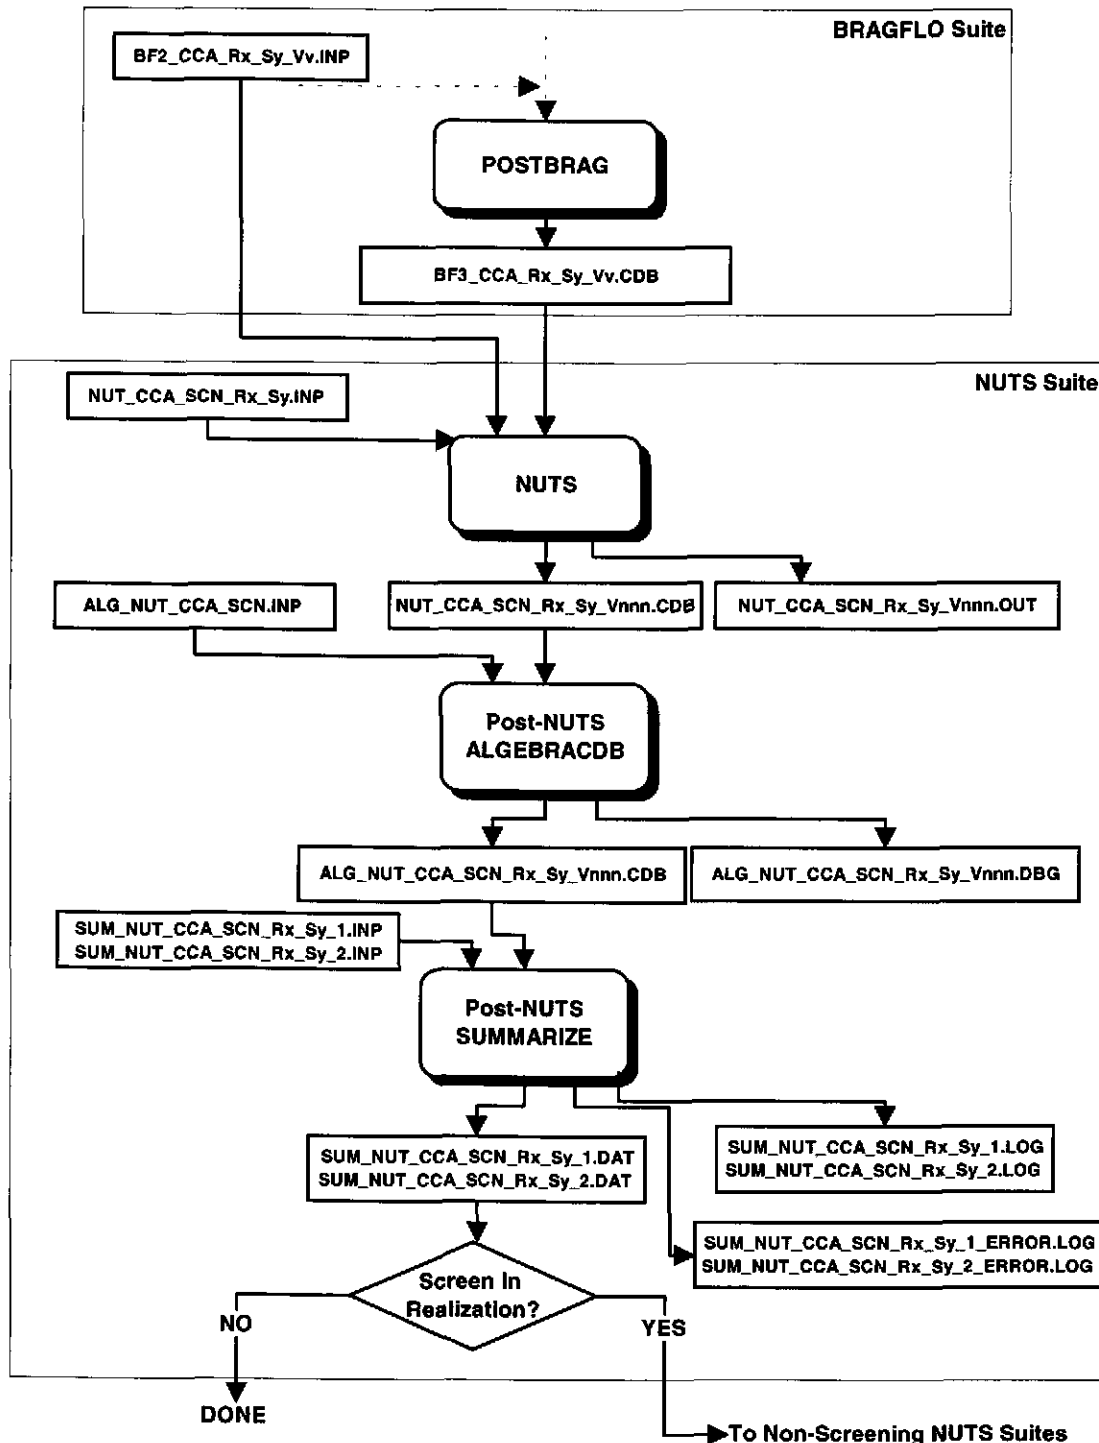 BRAGFLO Suite
BF2_CCA_Rx_Sy_Vv.INP
POSTBRAG
BF3_CCA_Rx_Sy_Vv.CDB
NUTS Suite
NUT_CCA_SCN_Rx_Sy.INP
NUTS
ALG_NUT_CCA_SCN.INP
NUT_CCA_SCN_Rx_Sy_Vnnn.CDB
NUT_CCA_SCN_Rx_Sy_Vnnn.OUT
Post-NUTS
ALGEBRACDB
ALG_NUT_CCA_SCN_Rx_Sy_Vnnn.CDB
ALG_NUT_CCA_SCN_Rx_Sy_Vnnn.DBG
SUM_NUT_CCA_SCN_Rx_Sy_1.INP
SUM_NUT_CCA_SCN_Rx_Sy_2.INP
Post-NUTS
SUMMARIZE
SUM_NUT_CCA_SCN_Rx_Sy_1.DAT
SUM_NUT_CCA_SCN_Rx_Sy_2.DAT
SUM_NUT_CCA_SCN_Rx_Sy_1.LOG
SUM_NUT_CCA_SCN_Rx_Sy_2.LOG
SUM_NUT_CCA_SCN_Rx_Sy_1_ERROR.LOG
SUM_NUT_CCA_SCN_Rx_Sy_2_ERROR.LOG
Screen In
Realization?
NO
YES
DONE
To Non-Screening NUTS Suites